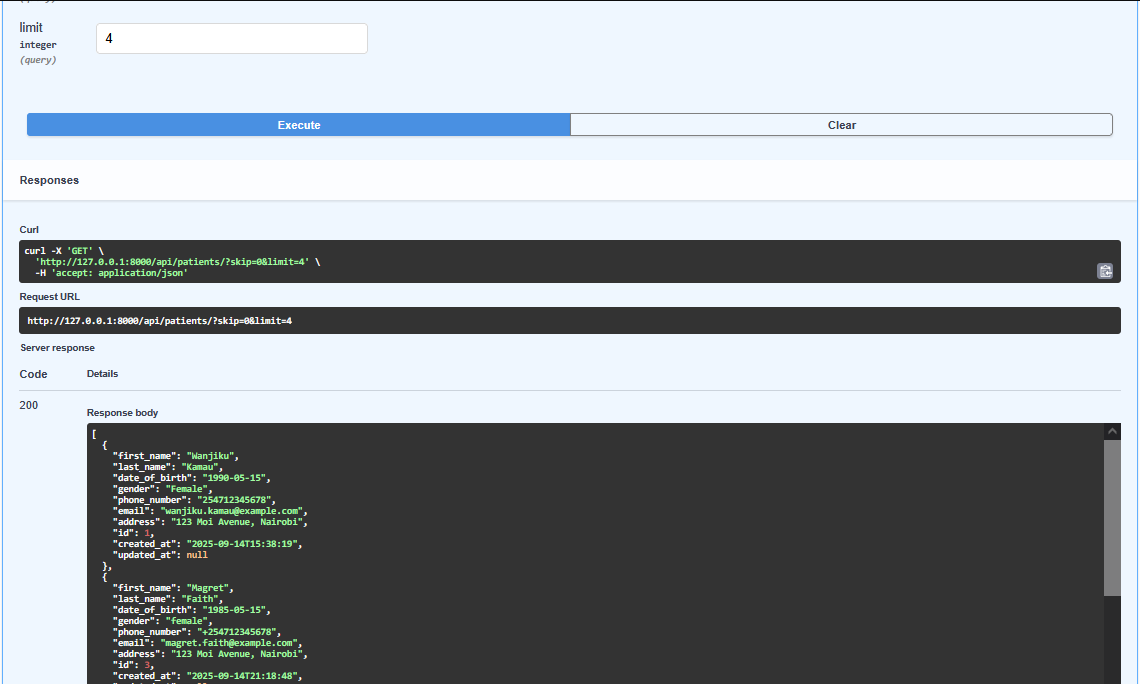 limit
integer
(query)
4
Execute
Clear
Responses
Curl
curl -X 'GET' \
  'http://127.0.0.1:8000/api/patients/?skip=0&limit=4' \
  -H 'accept: application/json'
Request URL
http://127.0.0.1:8000/api/patients/?skip=0&limit=4
Server response
Code Details
200
Response body
[
  {
    "first_name": "Wanjiku",
    "last_name": "Kamau",
    "date_of_birth": "1990-05-15",
    "gender": "Female",
    "phone_number": "254712345678",
    "email": "wanjiku.kamau@example.com",
    "address": "123 Moi Avenue, Nairobi",
    "id": 1,
    "created_at": "2025-09-14T15:38:19",
    "updated_at": null
  },
  {
    "first_name": "Magret",
    "last_name": "Faith",
    "date_of_birth": "1985-05-15",
    "gender": "female",
    "phone_number": "+254712345678",
    "email": "magret.faith@example.com",
    "address": "123 Moi Avenue, Nairobi",
    "id": 3,
    "created_at": "2025-09-14T21:18:48",